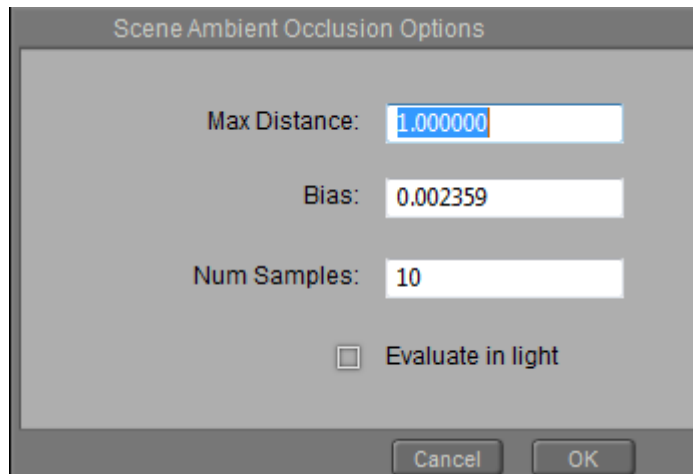 Scene Ambient Occlusion Options
Max Distance: 1.000000
Bias: 0.002359
Num Samples: 10
Evaluate in light
Cancel OK